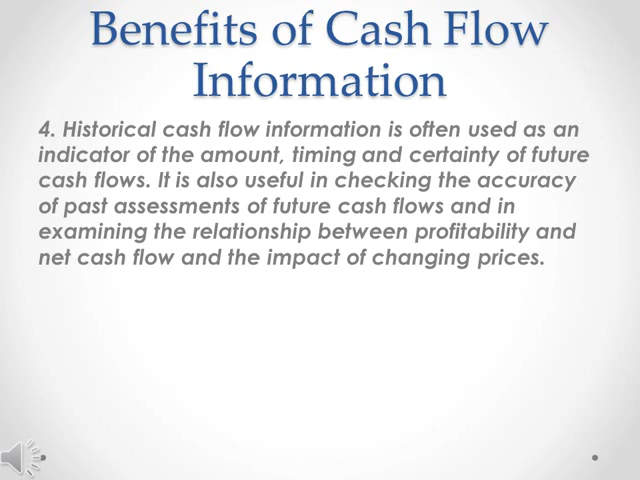 Benefits of Cash Flow
Information
4. Historical cash flow information is often used as an
indicator of the amount, timing and certainty of future
cash flows. It is also useful in checking the accuracy
of past assessments of future cash flows and in
examining the relationship between profitability and
net cash flow and the impact of changing prices.